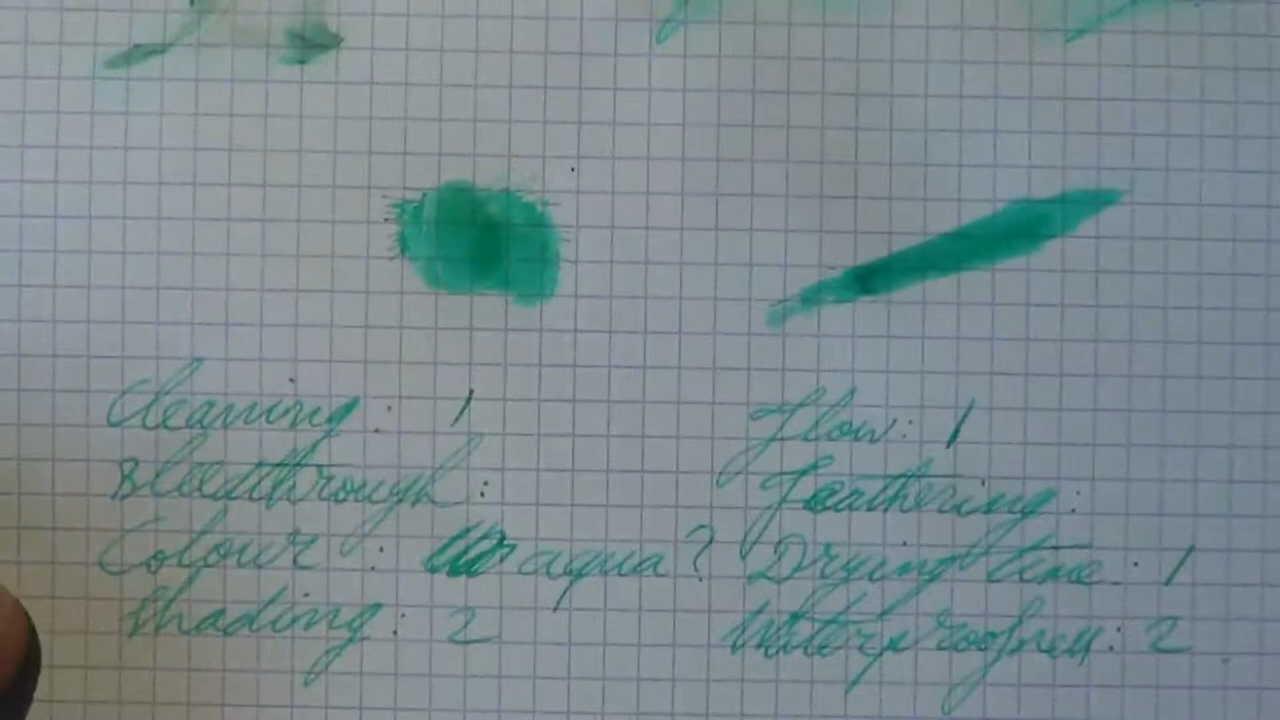 Cleaning: 1
Flow: 1
Bleedthrough:
Feathering:
Colour: aqua?
Drying time: 1
Shading: 2
Waterproofness: 2